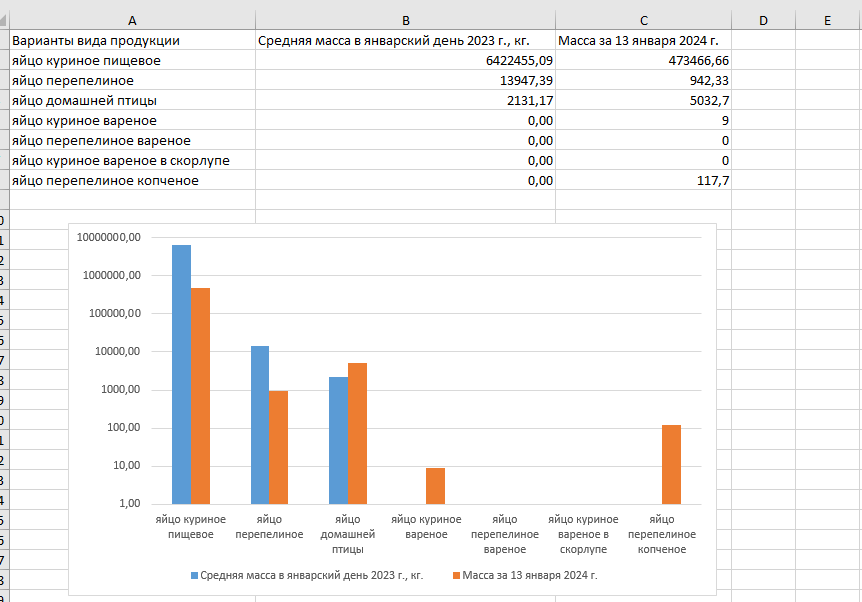 A B C D E
Варианты вида продукции Средняя масса в январский день 2023 г., кг. Масса за 13 января 2024 г.
яйцо куриное пищевое 6422455,09 473466,66
яйцо перепелиное 13947,39 942,33
яйцо домашней птицы 2131,17 5032,7
яйцо куриное вареное 0,00 9
яйцо перепелиное вареное 0,00 0
яйцо куриное вареное в скорлупе 0,00 0
яйцо перепелиное копченое 0,00 117,7
10000000,00
1000000,00
100000,00
10000,00
1000,00
100,00
10,00
1,00
яйцо куриное пищевое
яйцо перепелиное
яйцо домашней птицы
яйцо куриное вареное
яйцо перепелиное вареное
яйцо куриное вареное в скорлупе
яйцо перепелиное копченое
Средняя масса в январский день 2023 г., кг. Масса за 13 января 2024 г.